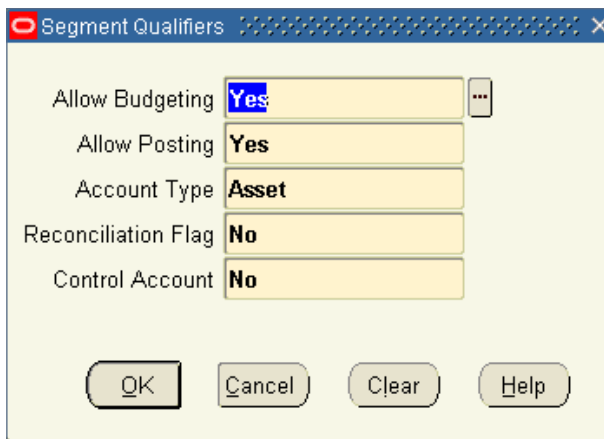 Segment Qualifiers
Allow Budgeting Yes ...
Allow Posting Yes
Account Type Asset
Reconciliation Flag No
Control Account No
OK Cancel Clear Help